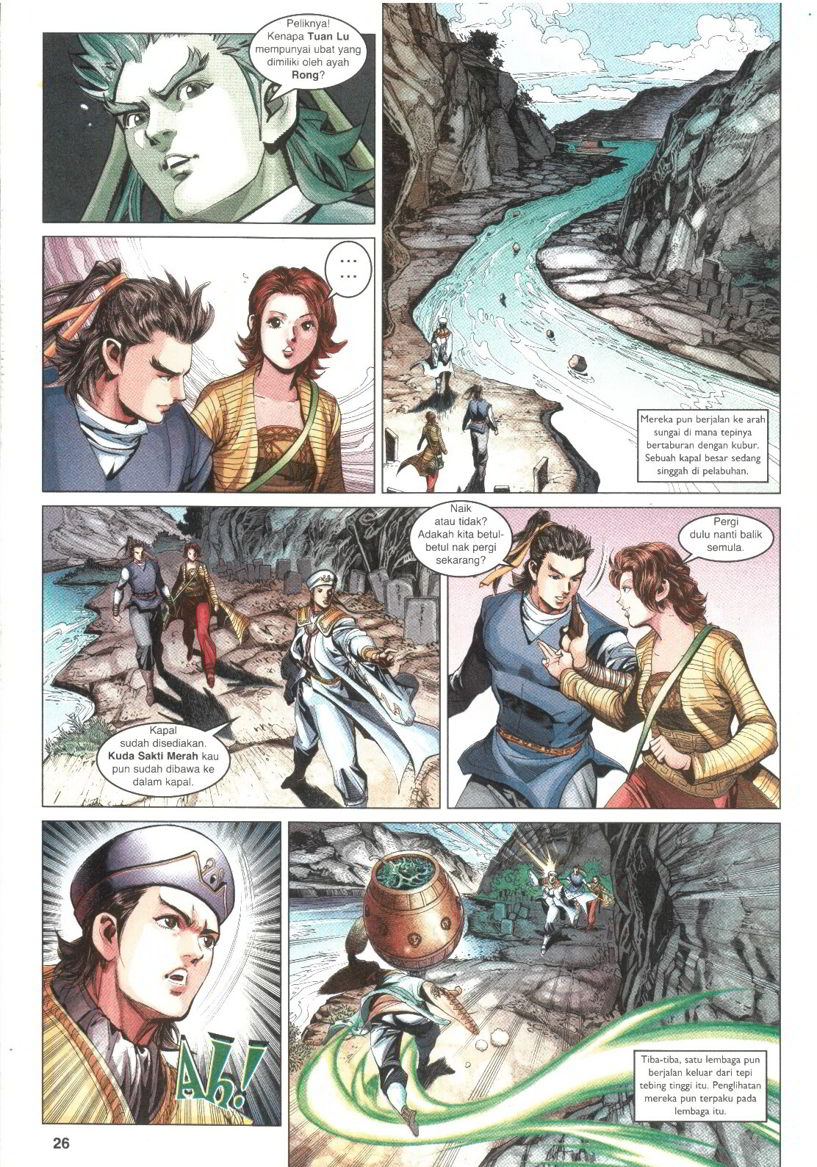 Peliknya!
Kenapa Tuan Lu
mempunyai ubat yang
dimiliki oleh ayah
Rong?
...
...
Mereka pun berjalan ke arah
sungai di mana tepinya
bertaburan dengan kubur.
Sebuah kapal besar sedang
singgah di pelabuhan.
Kapal
sudah disediakan.
Kuda Sakti Merah kau
pun sudah dibawa ke
dalam kapal.
Naik
atau tidak?
Adakah kita betul-
betul nak pergi
sekarang?
Pergi
dulu nanti balik
semula.
Ah!
Tiba-tiba, satu lembaga pun
berjalan keluar dari tepi
tebing tinggi itu. Penglihatan
mereka pun terpaku pada
lembaga itu.
26